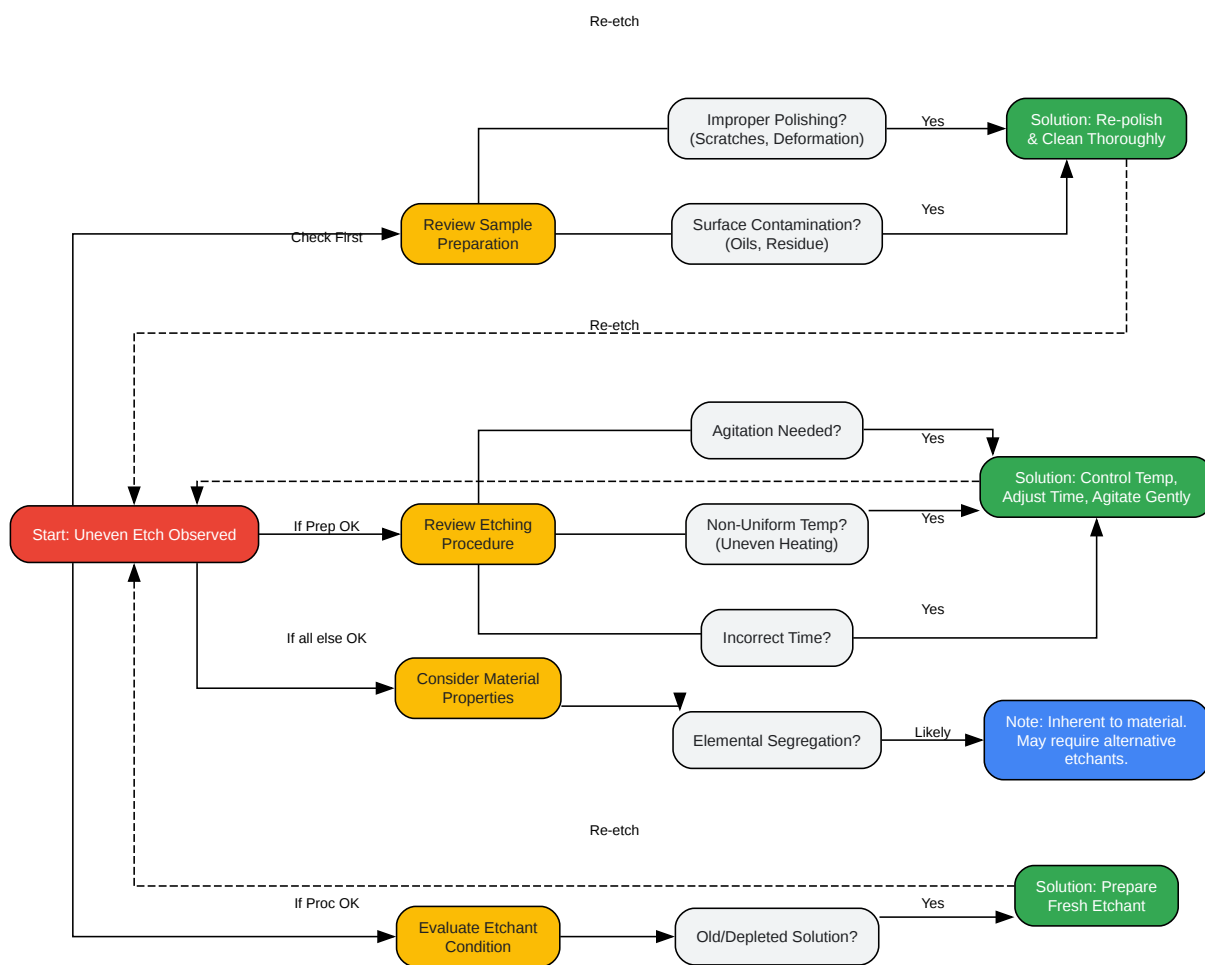 Re-etch
Improper Polishing?
(Scratches, Deformation)
Yes
Solution: Re-polish
& Clean Thoroughly
Check First
Review Sample
Preparation
Surface Contamination?
(Oils, Residue)
Yes
Re-etch
Agitation Needed?
Yes
Solution: Control Temp,
Adjust Time, Agitate Gently
Start: Uneven Etch Observed
If Prep OK
Review Etching
Procedure
Non-Uniform Temp?
(Uneven Heating)
Yes
Incorrect Time?
Yes
If all else OK
Consider Material
Properties
Elemental Segregation?
Likely
Note: Inherent to material.
May require alternative
etchants.
Re-etch
If Proc OK
Evaluate Etchant
Condition
Old/Depleted Solution?
Yes
Solution: Prepare
Fresh Etchant